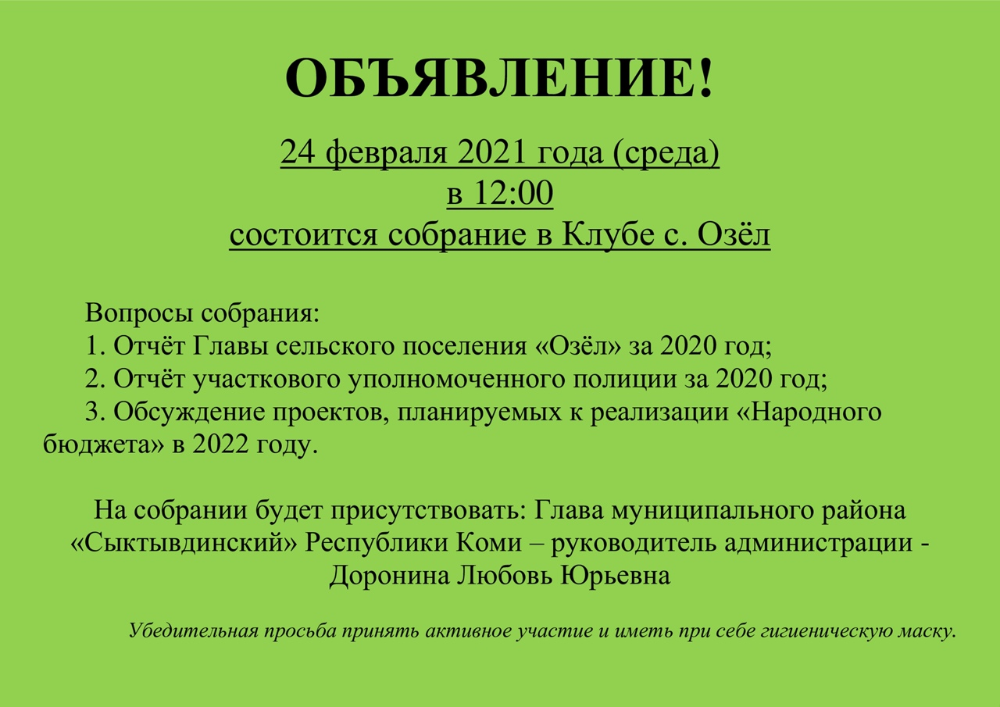 ОБЪЯВЛЕНИЕ!
24 февраля 2021 года (среда)
в 12:00
состоится собрание в Клубе с. Озёл
Вопросы собрания:
1. Отчёт Главы сельского поселения «Озёл» за 2020 год;
2. Отчёт участкового уполномоченного полиции за 2020 год;
3. Обсуждение проектов, планируемых к реализации «Народного
бюджета» в 2022 году.
На собрании будет присутствовать: Глава муниципального района
«Сыктывдинский» Республики Коми – руководитель администрации -
Доронина Любовь Юрьевна
Убедительная просьба принять активное участие и иметь при себе гигиеническую маску.